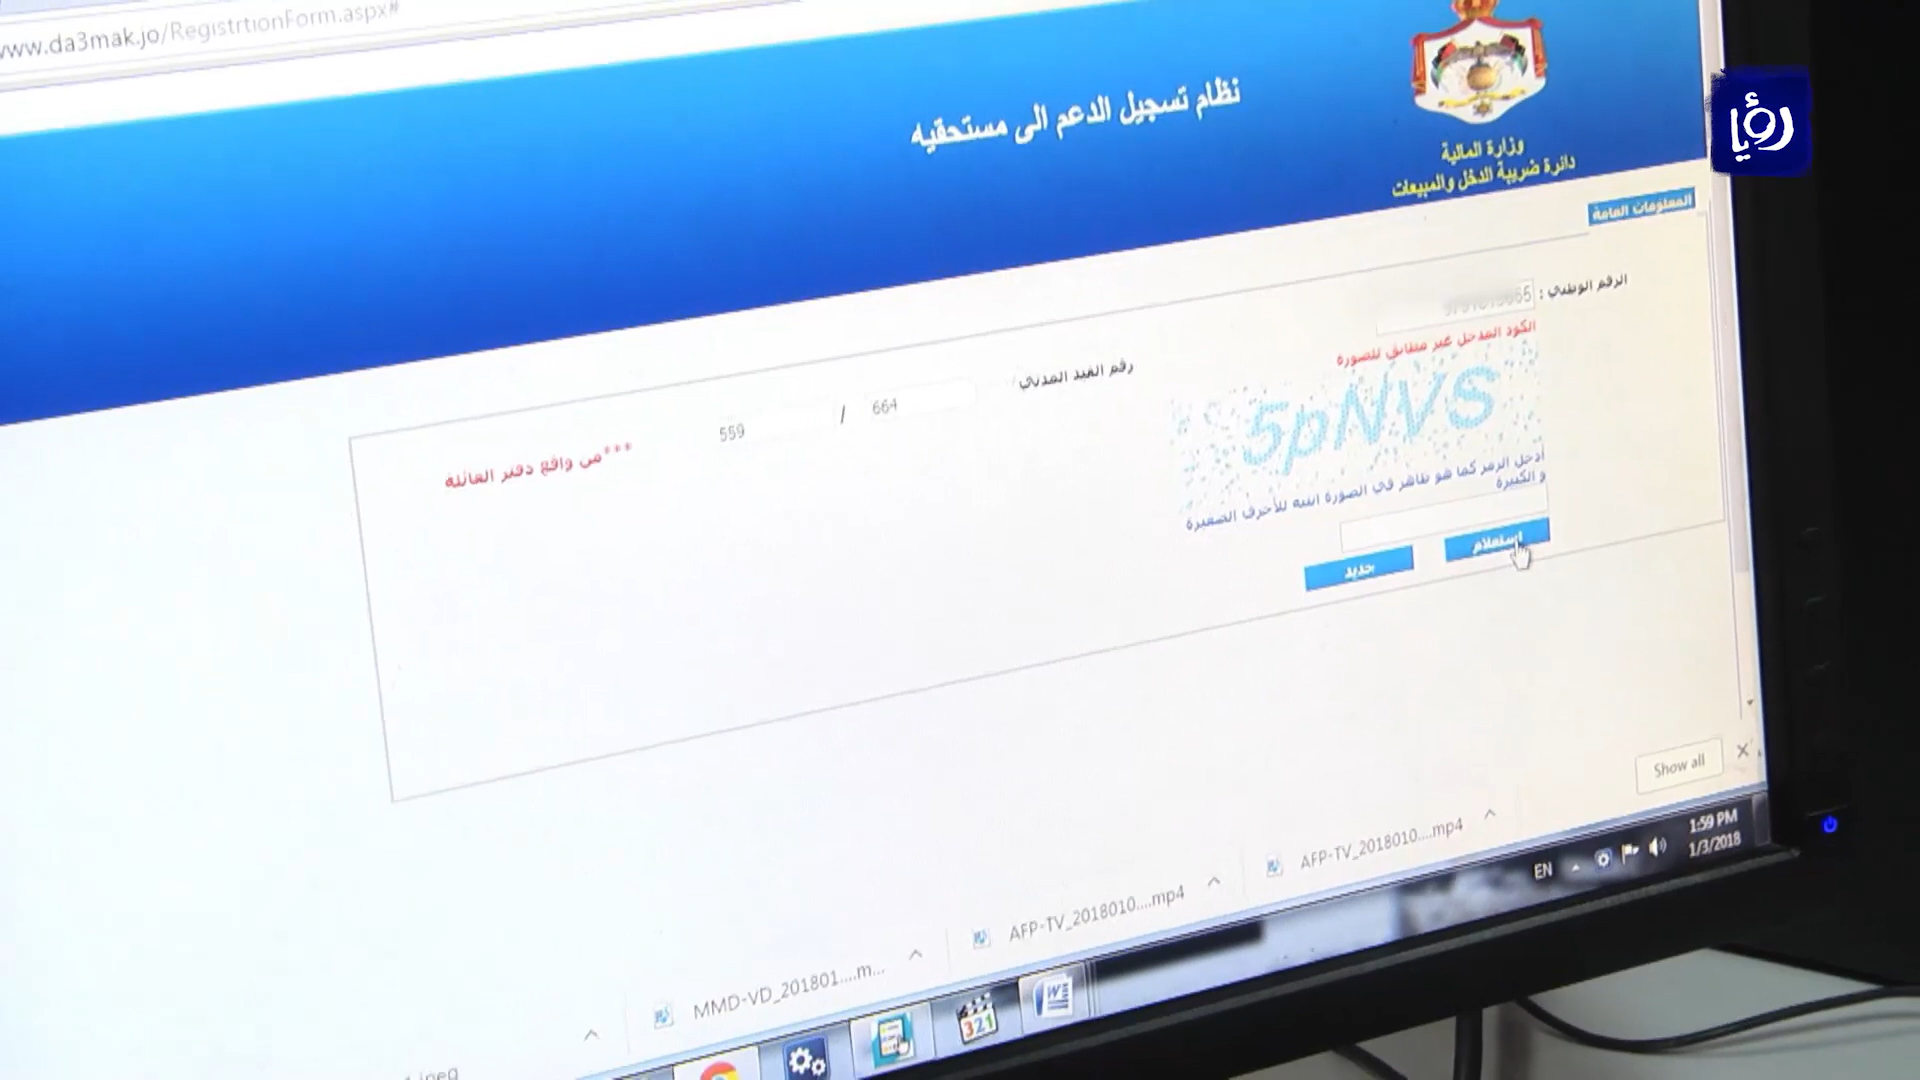 www.da3mak.jo/RegistrtionForm.aspx#
نظام تسجيل الدعم الى مستحقيه
وزارة المالية
دائرة ضريبة الدخل والمبيعات
رؤيا
المعلومات العامة
الرقم الوطني :
الكود المدخل غير مطابق للصورة
5pNVS
أدخل الرمز كما هو ظاهر في الصورة انتبه للأحرف الصغيرة
و الكبيرة
استعلام
جديد
رقم القيد المدني
664 / 559
***من واقع دفتر العائلة
Show all
AFP-TV_2018010....mp4
AFP-TV_2018010....mp4
MMD-VD_201801....m...
EN
1:59 PM
1/3/2018
321